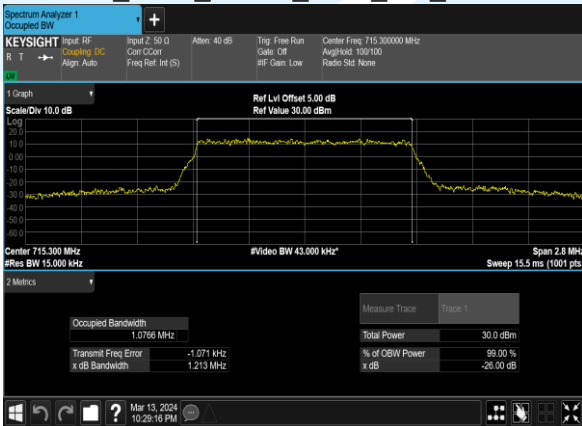 Spectrum Analyzer 1
Occupied BW
KEYSIGHT
R T
LW
Input: RF
Coupling: DC
Align: Auto
Input Z: 50 Ω
Corr CCorr
Freq Ref: Int (S)
Atten: 40 dB
Trig: Free Run
Gate: Off
#IF Gain: Low
Center Freq: 715.300000 MHz
Avg|Hold: 100/100
Radio Std: None
1 Graph
Scale/Div 10.0 dB
Ref Lvl Offset 5.00 dB
Ref Value 30.00 dBm
Log
20.0
10.0
0.00
-10.0
-20.0
-30.0
-40.0
-50.0
-60.0
Center 715.300 MHz
#Res BW 15.000 kHz
#Video BW 43.000 kHz*
Span 2.8 MHz
Sweep 15.5 ms (1001 pts
2 Metrics
Occupied Bandwidth
1.0766 MHz
Transmit Freq Error -1.071 kHz
x dB Bandwidth 1.213 MHz
Measure Trace Trace 1
Total Power 30.0 dBm
% of OBW Power 99.00 %
x dB -26.00 dB
?
Mar 13, 2024
10:29:16 PM